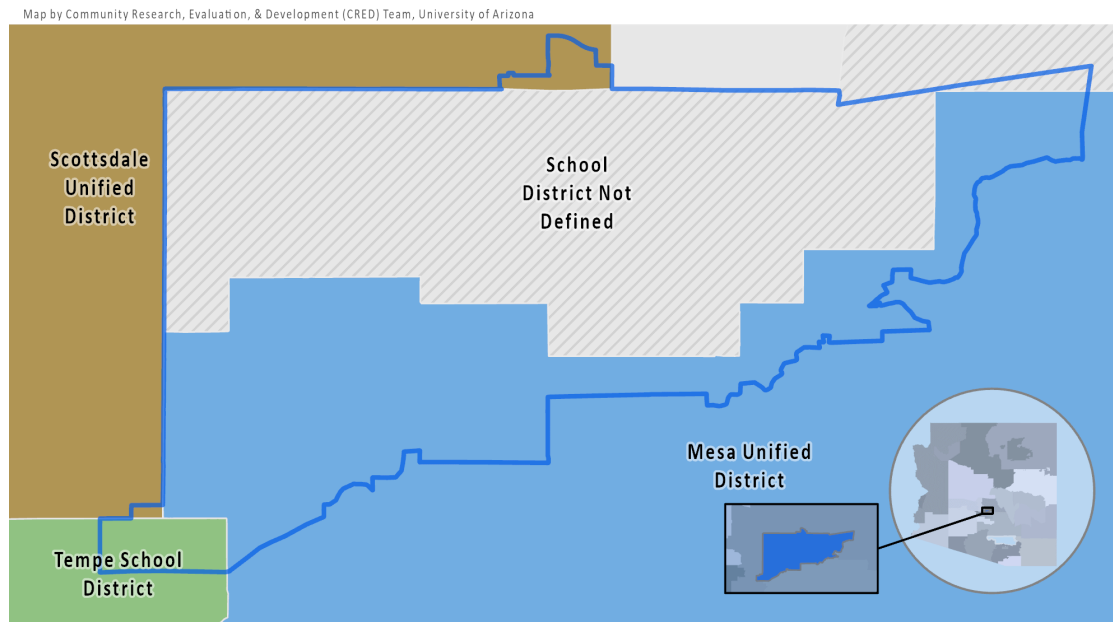 Map by Community Research, Evaluation, & Development (CRED) Team, University of Arizona
Scottsdale
Unified
District
School
District Not
Defined
Mesa Unified
District
Tempe School
District